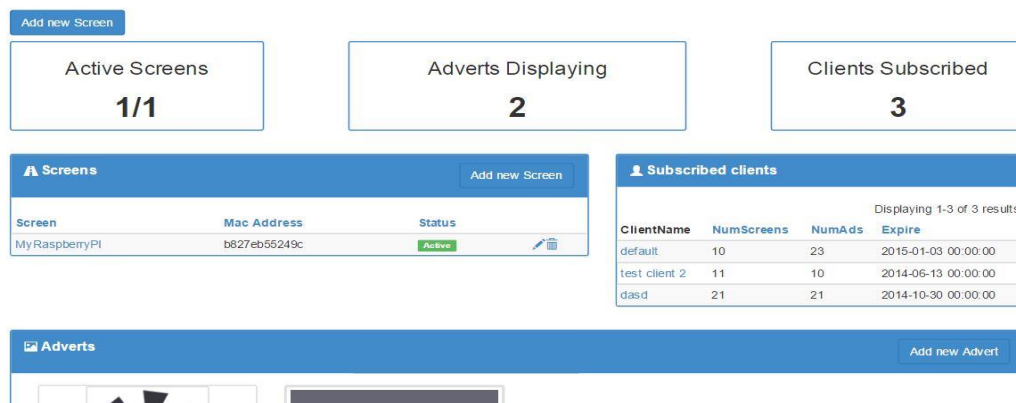 Add new Screen
Active Screens
1/1
Adverts Displaying
2
Clients Subscribed
3
Screens
Add new Screen
Screen Mac Address Status
MyRaspberryPI b827eb55249c Active
Subscribed clients
Displaying 1-3 of 3 results
ClientName NumScreens NumAds Expire
default 10 23 2015-01-03 00:00:00
test client 2 11 10 2014-06-13 00:00:00
dasd 21 21 2014-10-30 00:00:00
Adverts
Add new Advert